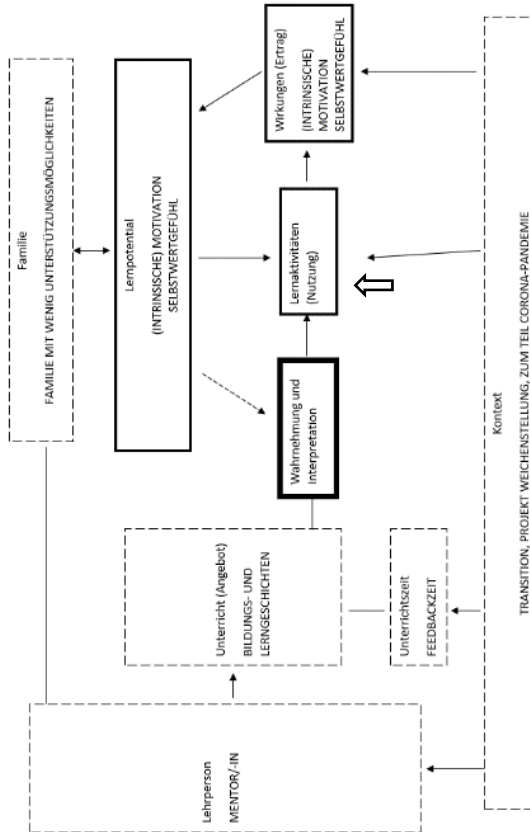 Familie
FAMILIE MIT WENIG UNTERSTÜTZUNGSMÖGLICHKEITEN
Lernpotential
(INTRINSISCHE) MOTIVATION
SELBSTWERTGEFÜHL
Lehrperson
MENTOR/-IN
Unterricht (Angebot)
BILDUNGS- UND
LERNGESCHICHTEN
Wahrnehmung und
Interpretation
Lernaktivitäten
(Nutzung)
Wirkungen (Ertrag)
(INTRINSISCHE)
MOTIVATION
SELBSTWERTGEFÜHL
Unterrichtszeit
FEEDBACKZEIT
Kontext
TRANSITION, PROJEKT WEICHENSTELLUNG, ZUM TEIL CORONA-PANDEMIE